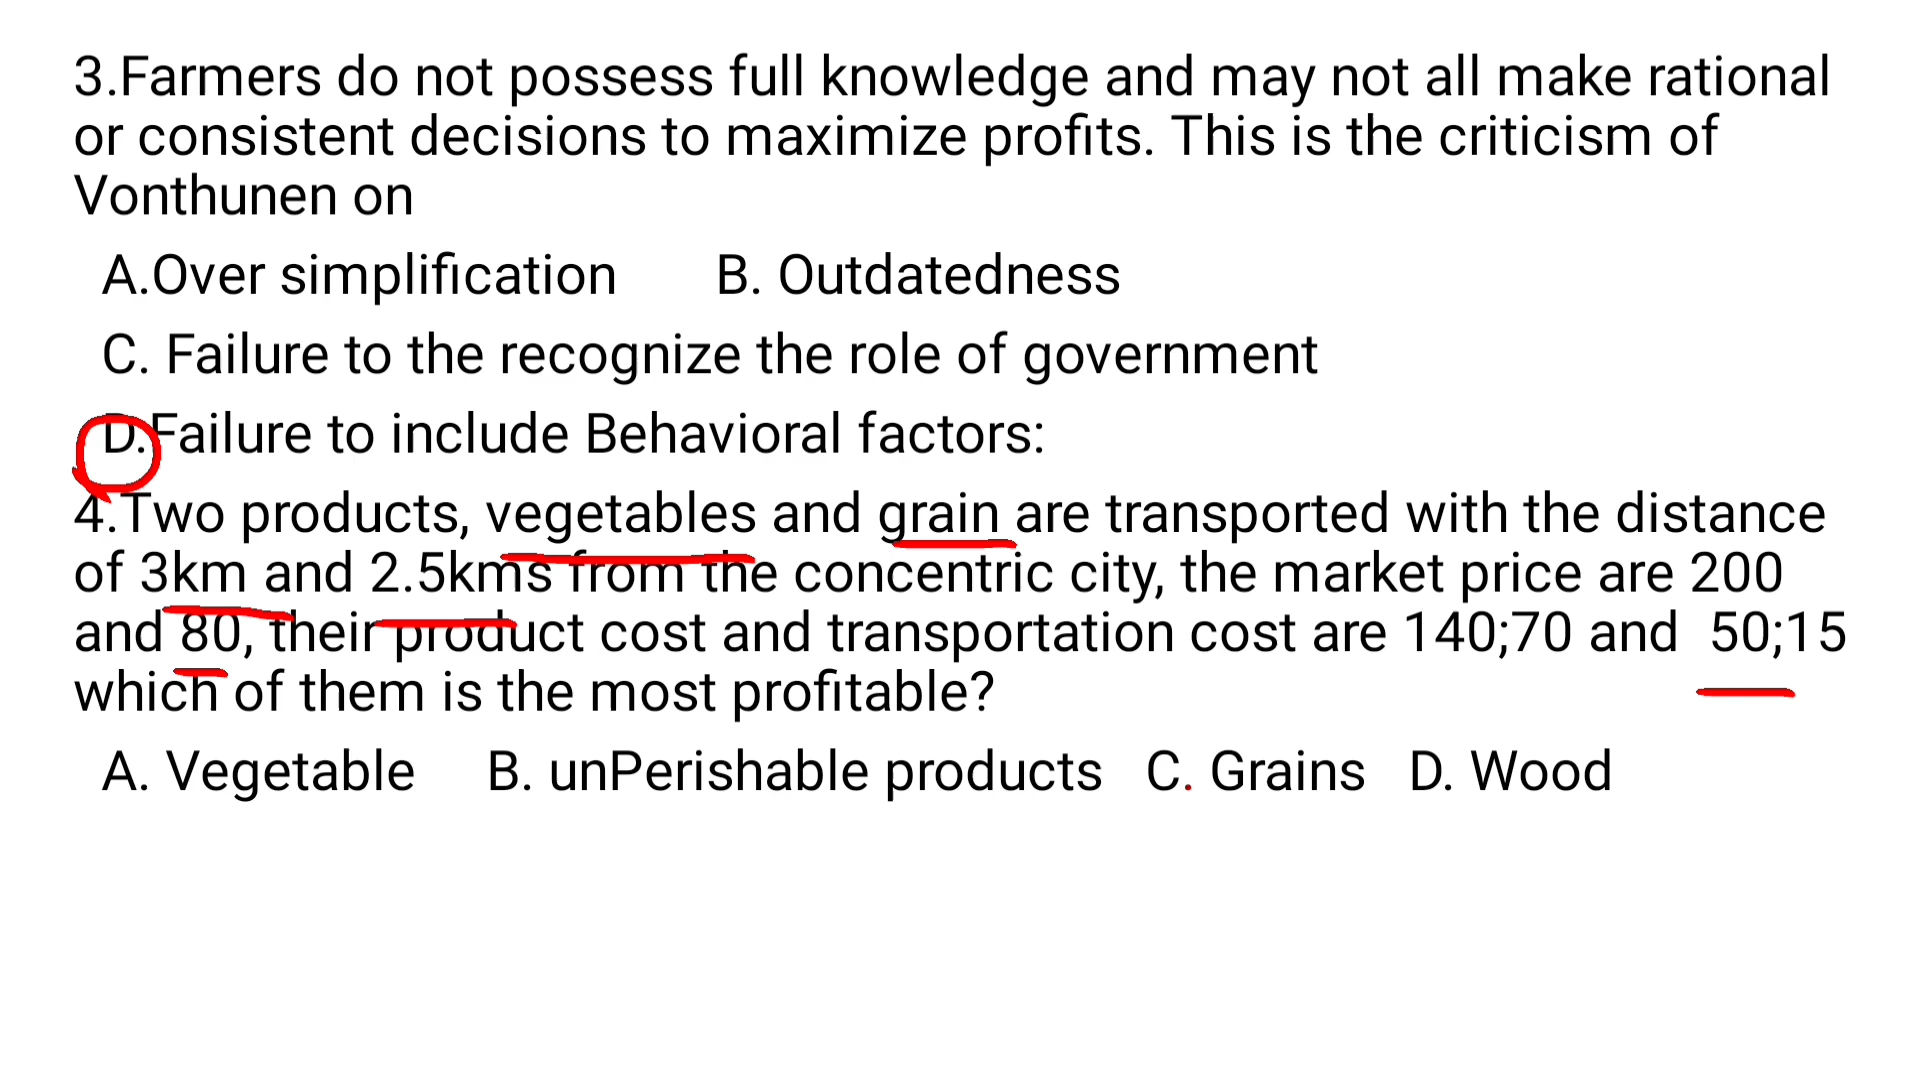 3.Farmers do not possess full knowledge and may not all make rational
or consistent decisions to maximize profits. This is the criticism of
Vonthunen on
A.Over simplification B. Outdatedness
C. Failure to the recognize the role of government
D.Failure to include Behavioral factors:
4.Two products, vegetables and grain are transported with the distance
of 3km and 2.5kms from the concentric city, the market price are 200
and 80, their product cost and transportation cost are 140;70 and 50;15
which of them is the most profitable?
A. Vegetable B. unPerishable products C. Grains D. Wood